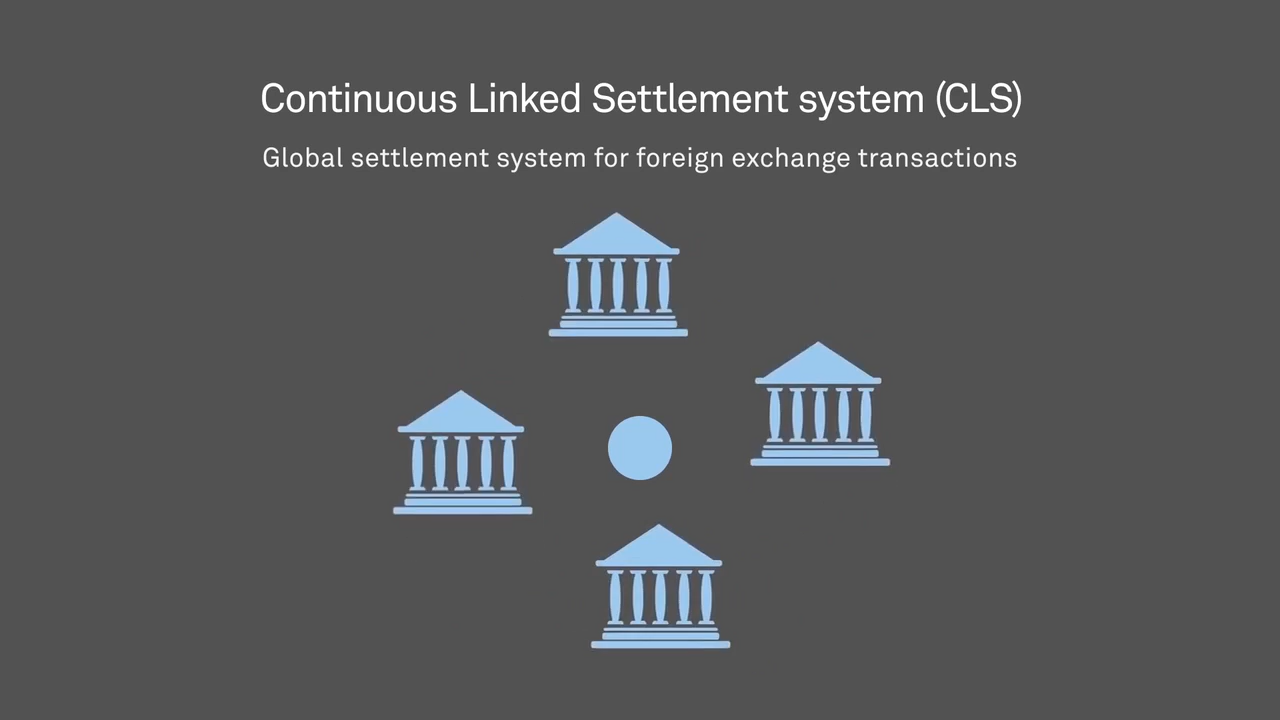 Continuous Linked Settlement system (CLS)
Global settlement system for foreign exchange transactions